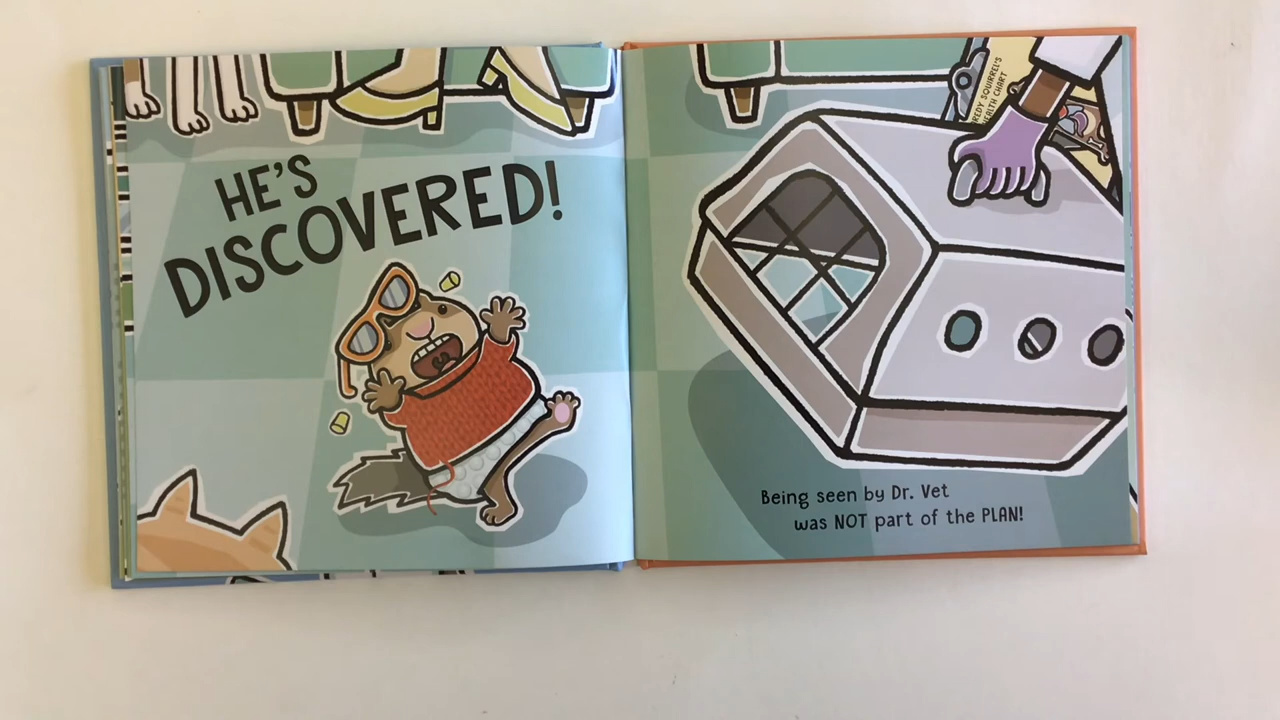 HE'S
DISCOVERED!
SQUIRREL'S
HEALTH CHART
Being seen by Dr. Vet
was NOT part of the PLAN!